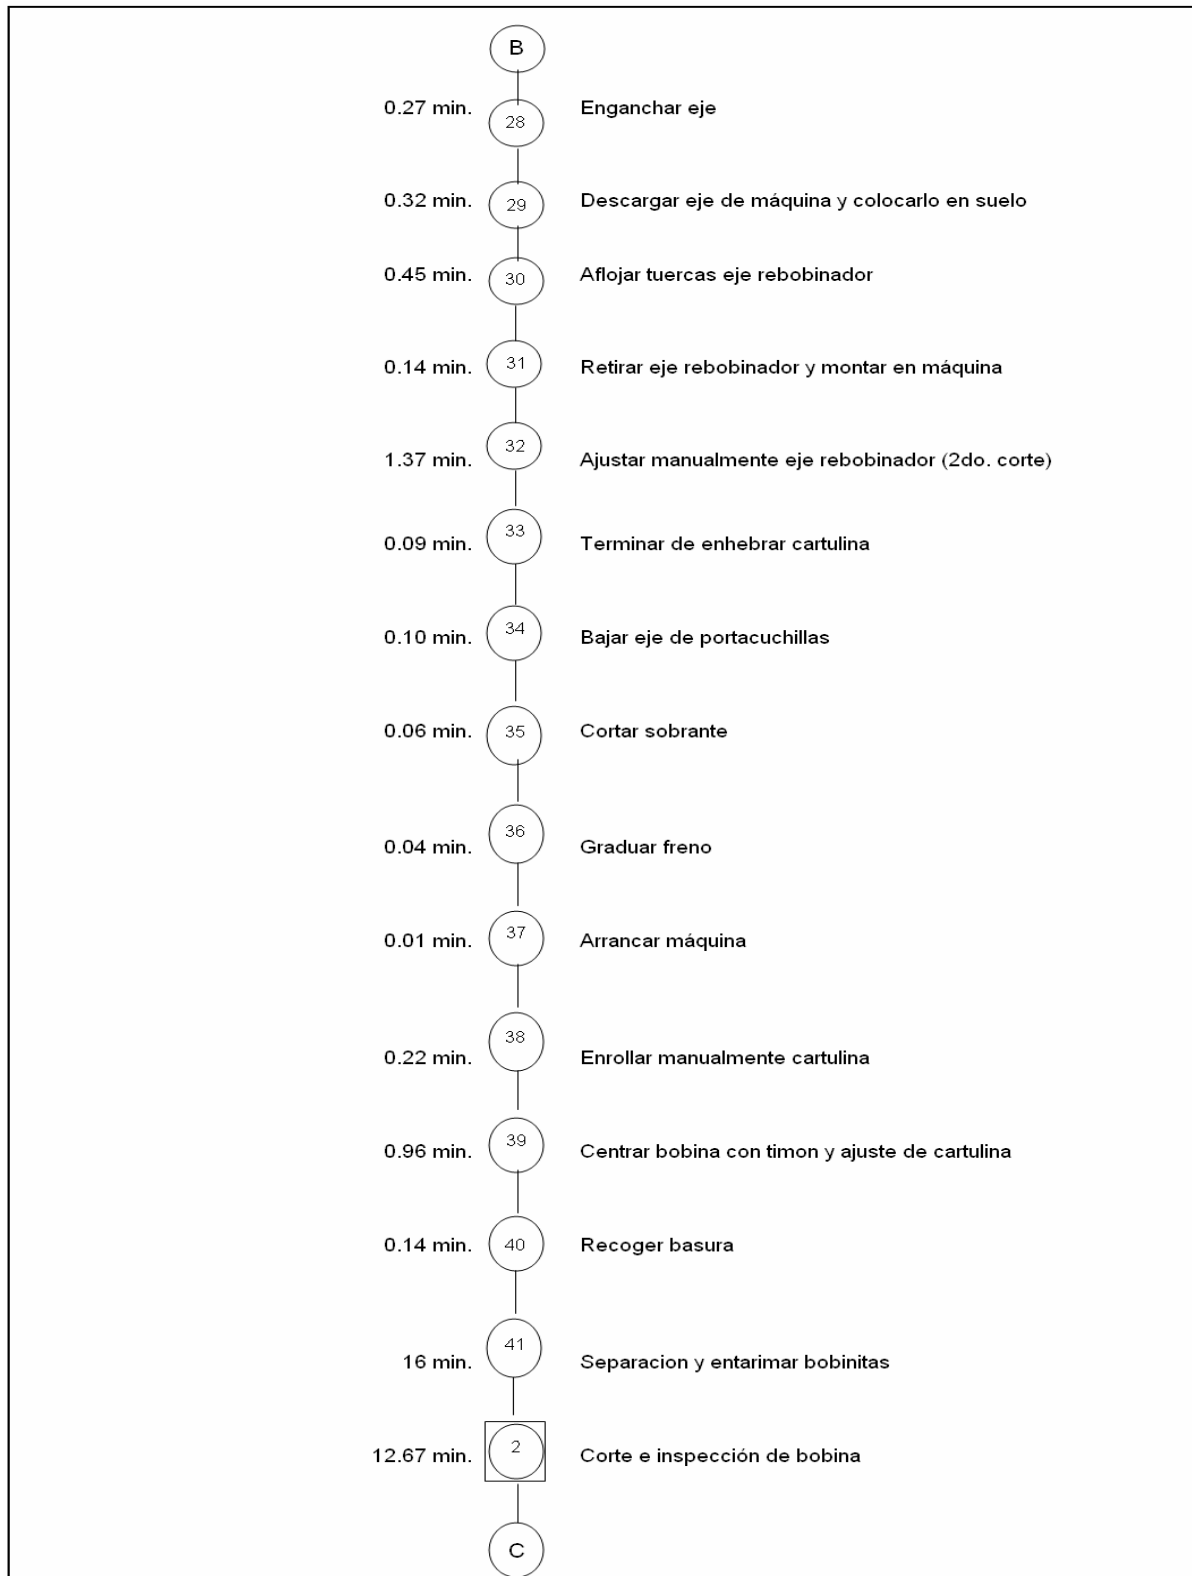 B
0.27 min. 28 Enganchar eje
0.32 min. 29 Descargar eje de máquina y colocarlo en suelo
0.45 min. 30 Aflojar tuercas eje rebobinador
0.14 min. 31 Retirar eje rebobinador y montar en máquina
1.37 min. 32 Ajustar manualmente eje rebobinador (2do. corte)
0.09 min. 33 Terminar de enhebrar cartulina
0.10 min. 34 Bajar eje de portacuchillas
0.06 min. 35 Cortar sobrante
0.04 min. 36 Graduar freno
0.01 min. 37 Arrancar máquina
0.22 min. 38 Enrollar manualmente cartulina
0.96 min. 39 Centrar bobina con timon y ajuste de cartulina
0.14 min. 40 Recoger basura
16 min. 41 Separacion y entarimar bobinitas
12.67 min. 2 Corte e inspección de bobina
C